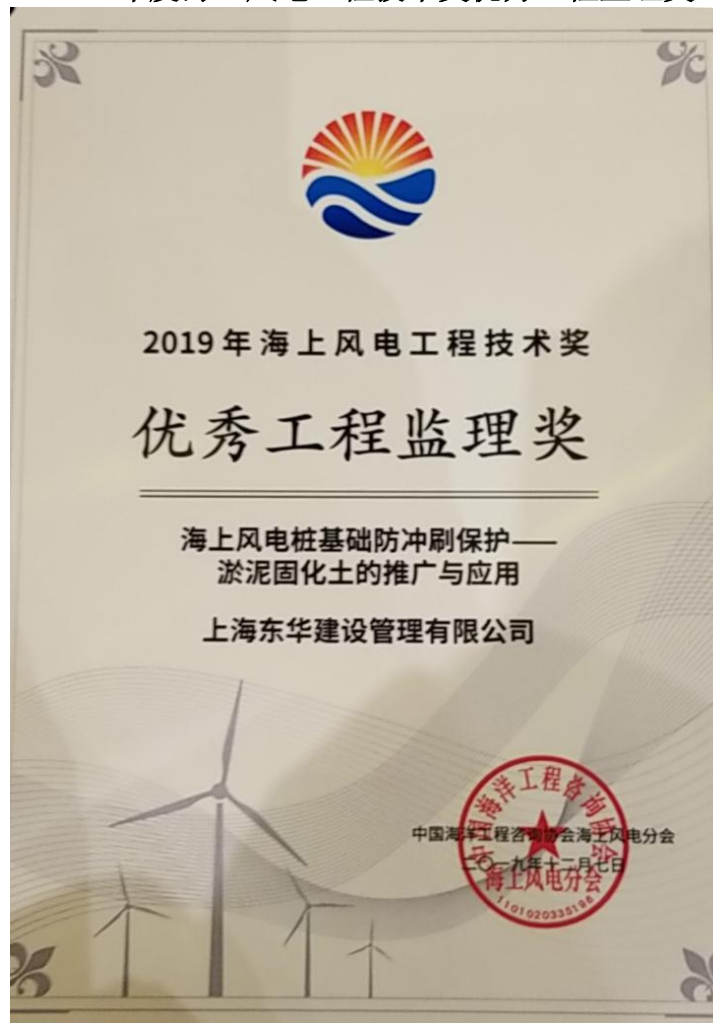 2019年海上风电工程技术奖
优秀工程监理奖
海上风电桩基础防冲刷保护——
淤泥固化土的推广与应用
上海东华建设管理有限公司
中国海洋工程咨询协会海上风电分会
二〇一九年十二月七日
中国海洋工程咨询协会
海上风电分会